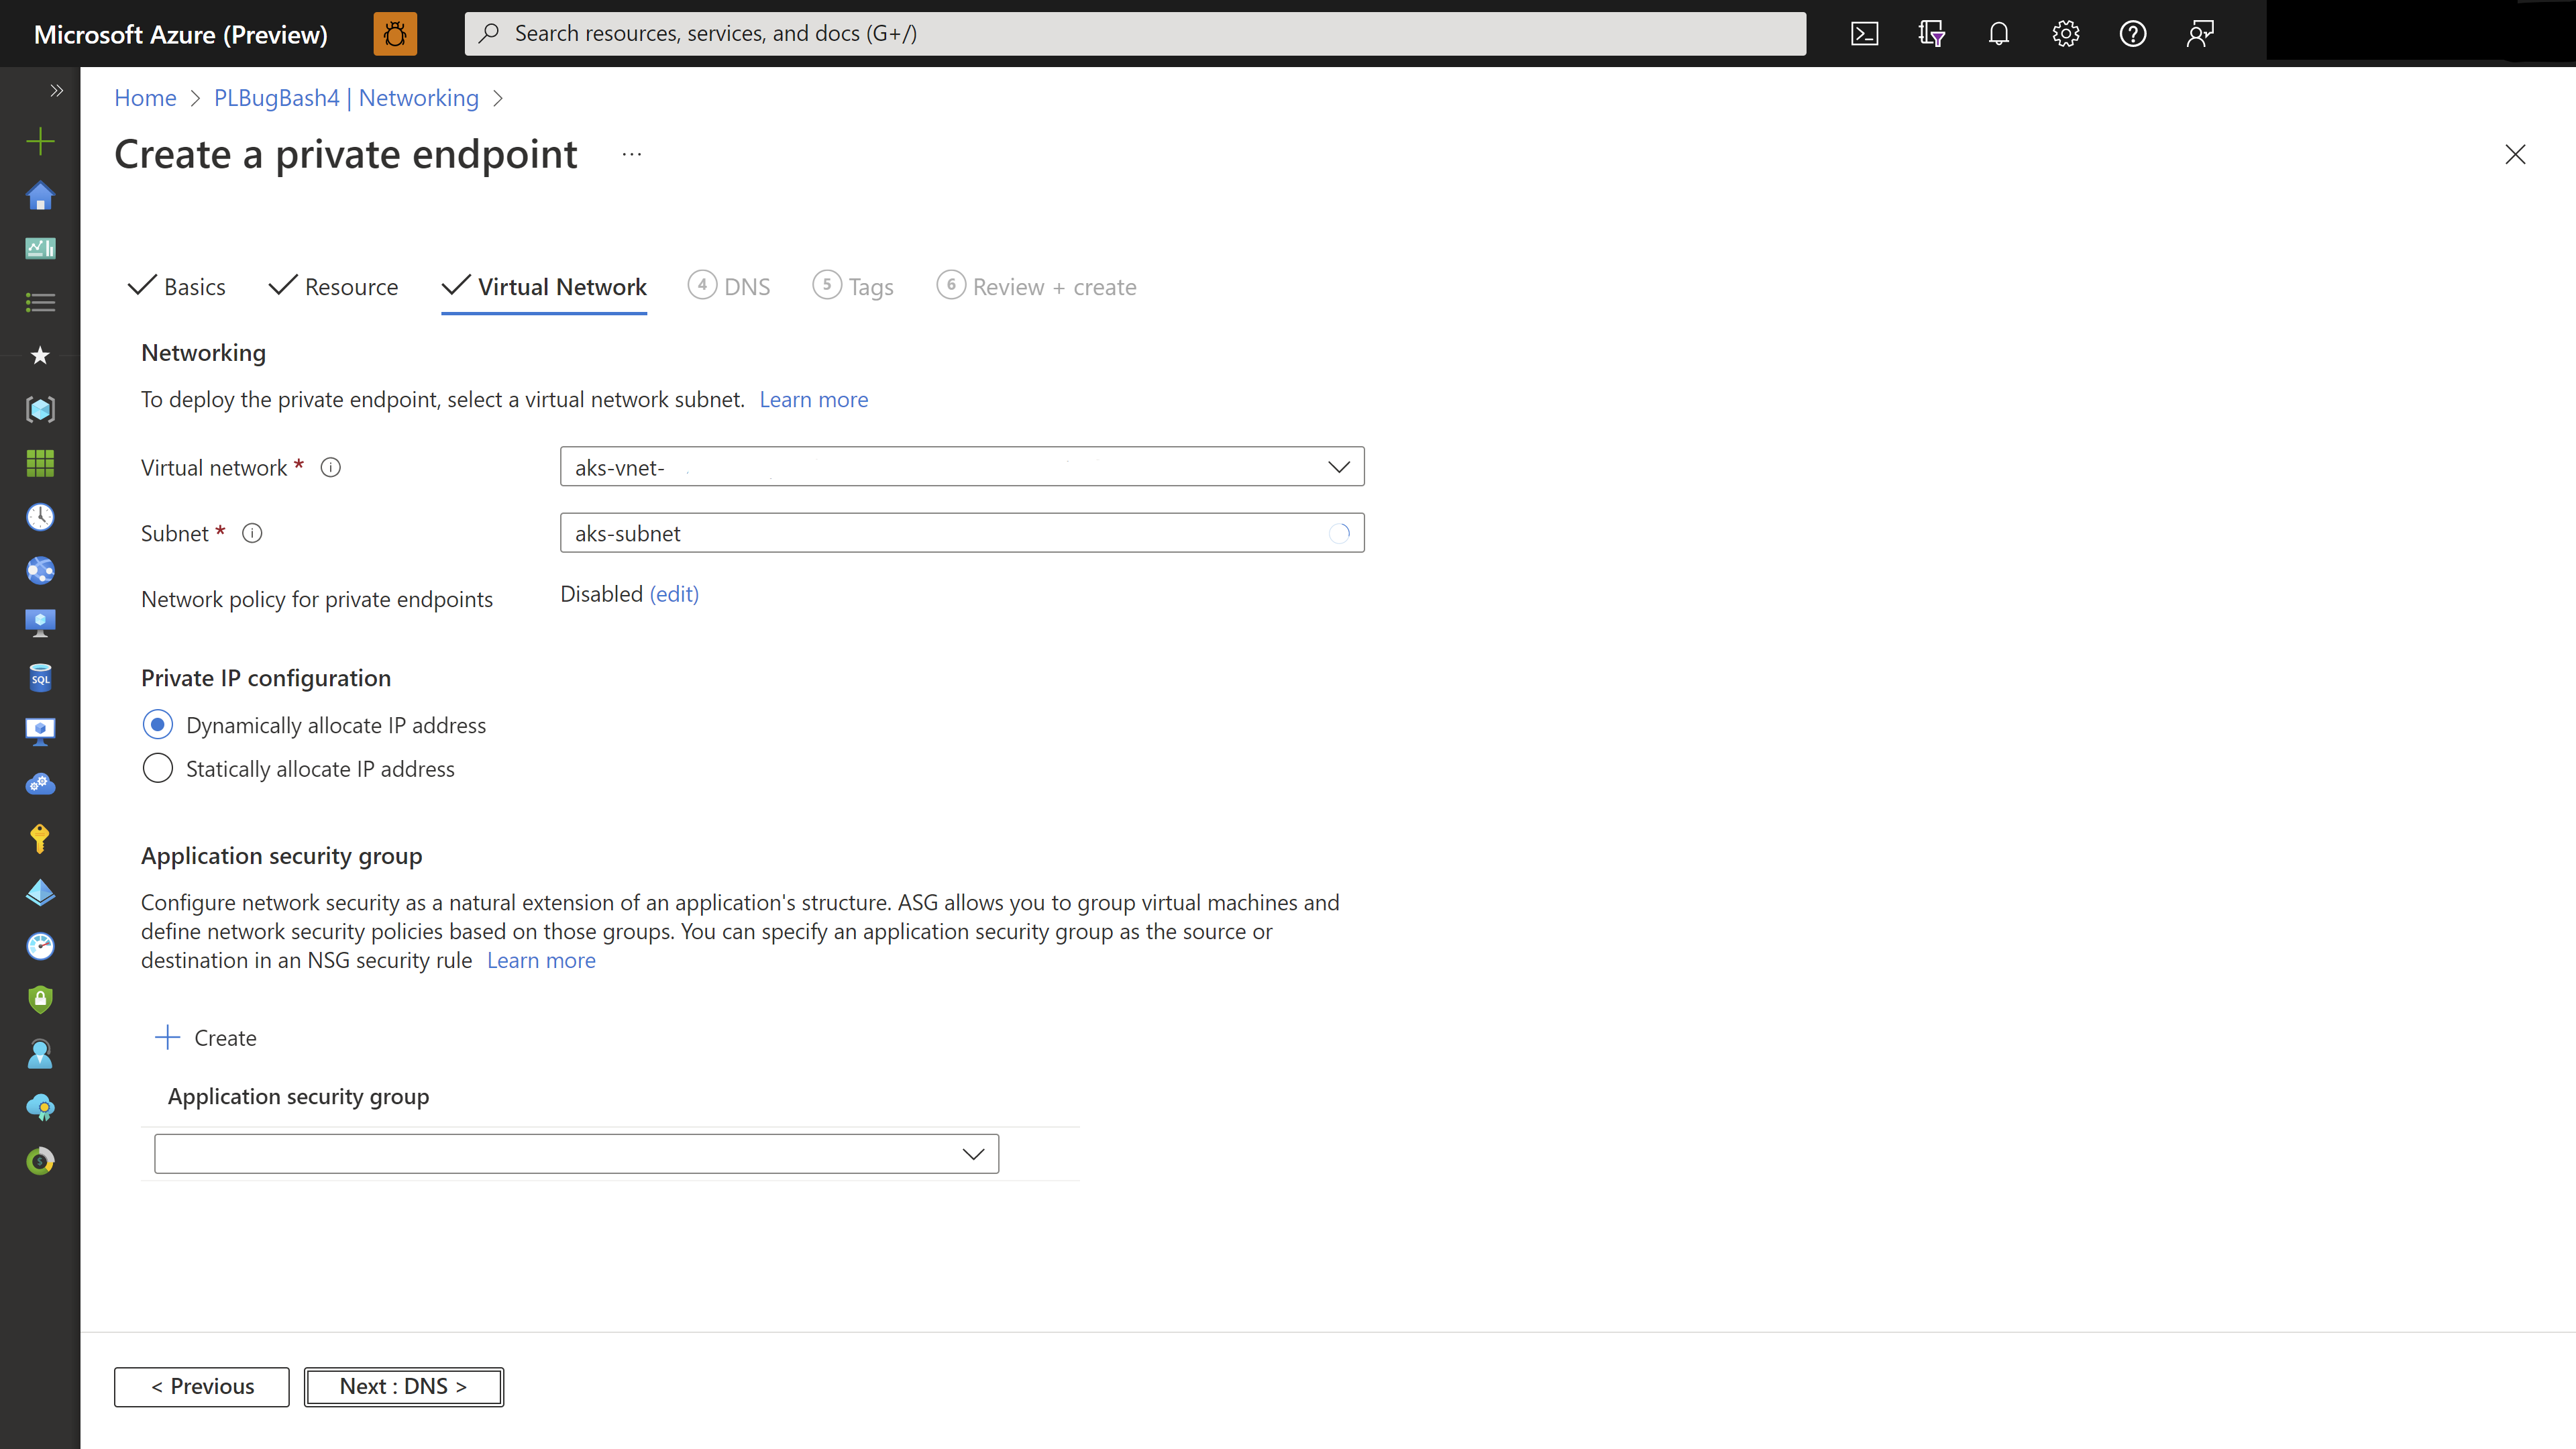 Microsoft Azure (Preview)
Search resources, services, and docs (G+/)
Home > PLBugBash4 | Networking >
Create a private endpoint ...
Basics
Resource
Virtual Network
4 DNS
5 Tags
6 Review + create
Networking
To deploy the private endpoint, select a virtual network subnet. Learn more
Virtual network *
aks-vnet-
Subnet *
aks-subnet
Network policy for private endpoints
Disabled (edit)
Private IP configuration
Dynamically allocate IP address
Statically allocate IP address
Application security group
Configure network security as a natural extension of an application's structure. ASG allows you to group virtual machines and
define network security policies based on those groups. You can specify an application security group as the source or
destination in an NSG security rule Learn more
Create
Application security group
SQL
< Previous
Next : DNS >